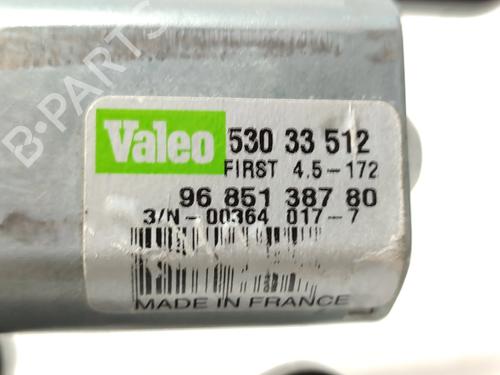 B-PARTS
Valeo
530 33 512
FIRST 4.5-172
96 851 387 80
3/N-00364 017-7
MADE IN FRANCE